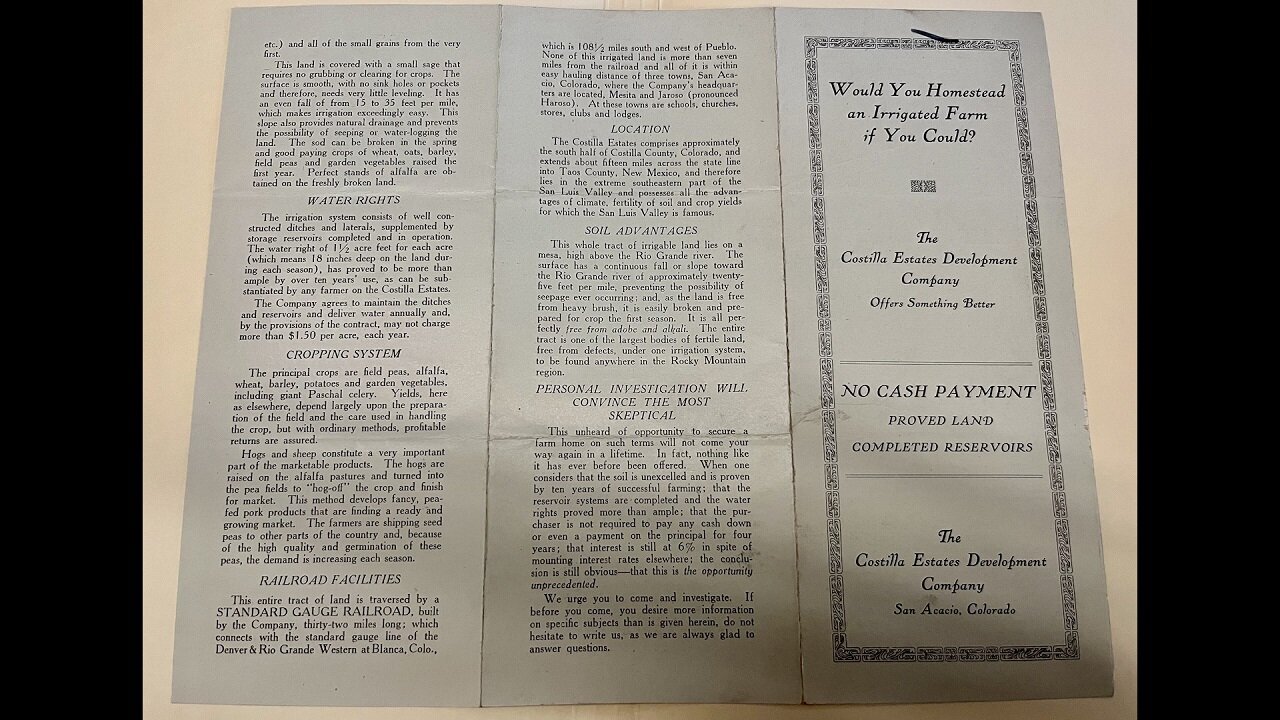 etc.) and all of the small grains from the very
first.
This land is covered with a small sage that
requires no grubbing or clearing for crops. The
surface is smooth, with no sink holes or pockets
and therefore, needs very little leveling. It has
an even fall of from 15 to 35 feet per mile,
which makes irrigation exceedingly easy. This
slope also provides natural drainage and prevents
the possibility of seeping or water-logging the
land. The sod can be broken in the spring
and good paying crops of wheat, oats, barley,
field peas and garden vegetables raised the
first year. Perfect stands of alfalfa are ob-
tained on the freshly broken land.
WATER RIGHTS
The irrigation system consists of well con-
structed ditches and laterals, supplemented by
storage reservoirs completed and in operation.
The water right of 1½ acre feet for each acre
(which means 18 inches deep on the land dur-
ing each season), has proved to be more than
ample by over ten years' use, as can be sub-
stantiated by any farmer on the Costilla Estates.
The Company agrees to maintain the ditches
and reservoirs and deliver water annually and,
by the provisions of the contract, may not charge
more than $1.50 per acre, each year.
CROPPING SYSTEM
The principal crops are field peas, alfalfa,
wheat, barley, potatoes and garden vegetables,
including giant Paschal celery. Yields, here
as elsewhere, depend largely upon the prepara-
tion of the field and the care used in handling
the crop, but with ordinary methods, profitable
returns are assured.
Hogs and sheep constitute a very important
part of the marketable products. The hogs are
raised on the alfalfa pastures and turned into
the pea fields to "hog-off" the crop and finish
for market. This method develops fancy, pea-
fed pork products that are finding a ready and
growing market. The farmers are shipping seed
peas to other parts of the country and, because
of the high quality and germination of these
peas, the demand is increasing each season.
RAILROAD FACILITIES
This entire tract of land is traversed by a
STANDARD GAUGE RAILROAD, built
by the Company, thirty-two miles long; which
connects with the standard gauge line of the
Denver & Rio Grande Western at Blanca, Colo.,
which is 108½ miles south and west of Pueblo.
None of this irrigated land is more than seven
miles from the railroad and all of it is within
easy hauling distance of three towns, San Aca-
cio, Colorado, where the Company's headquar-
ters are located, Mesita and Jaroso (pronounced
Haroso). At these towns are schools, churches,
stores, clubs and lodges.
LOCATION
The Costilla Estates comprises approximately
the south half of Costilla County, Colorado, and
extends about fifteen miles across the state line
into Taos County, New Mexico, and therefore
lies in the extreme southeastern part of the
San Luis Valley and possesses all the advan-
tages of climate, fertility of soil and crop yields
for which the San Luis Valley is famous.
SOIL ADVANTAGES
This whole tract of irrigable land lies on a
mesa, high above the Rio Grande river. The
surface has a continuous fall or slope toward
the Rio Grande river of approximately twenty-
five feet per mile, preventing the possibility of
seepage ever occurring; and, as the land is free
from heavy brush, it is easily broken and pre-
pared for crop the first season. It is all per-
fectly free from adobe and alkali. The entire
tract is one of the largest bodies of fertile land,
free from defects, under one irrigation system,
to be found anywhere in the Rocky Mountain
region.
PERSONAL INVESTIGATION WILL
CONVINCE THE MOST
SKEPTICAL
This unheard of opportunity to secure a
farm home on such terms will not come your
way again in a lifetime. In fact, nothing like
it has ever before been offered. When one
considers that the soil is unexcelled and is proven
by ten years of successful farming; that the
reservoir systems are completed and the water
rights proved more than ample; that the pur-
chaser is not required to pay any cash down
or even a payment on the principal for four
years; that interest is still at 6% in spite of
mounting interest rates elsewhere; the conclu-
sion is still obvious—that this is the opportunity
unprecedented.
We urge you to come and investigate. If
before you come, you desire more information
on specific subjects than is given herein, do not
hesitate to write us, as we are always glad to
answer questions.
Would You Homestead
an Irrigated Farm
if You Could?
The
Costilla Estates Development
Company
Offers Something Better
NO CASH PAYMENT
PROVED LAND
COMPLETED RESERVOIRS
The
Costilla Estates Development
Company
San Acacio, Colorado